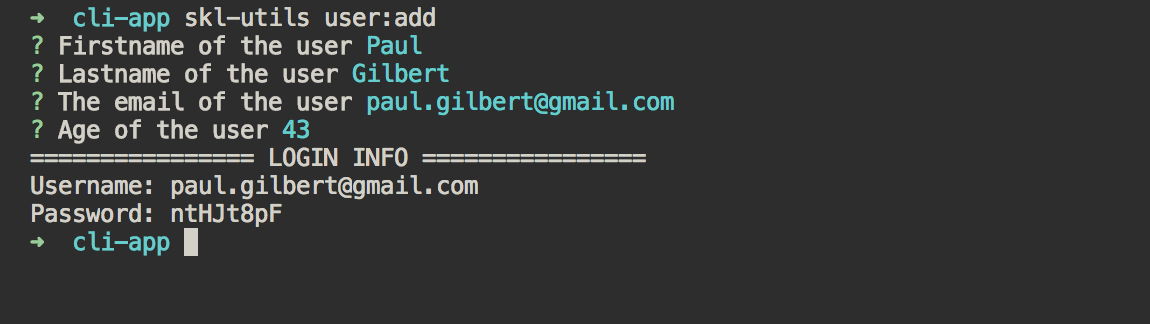 ➜ cli-app skl-utils user:add
? Firstname of the user Paul
? Lastname of the user Gilbert
? The email of the user paul.gilbert@gmail.com
? Age of the user 43
================ LOGIN INFO ================
Username: paul.gilbert@gmail.com
Password: ntHJt8pF
➜ cli-app